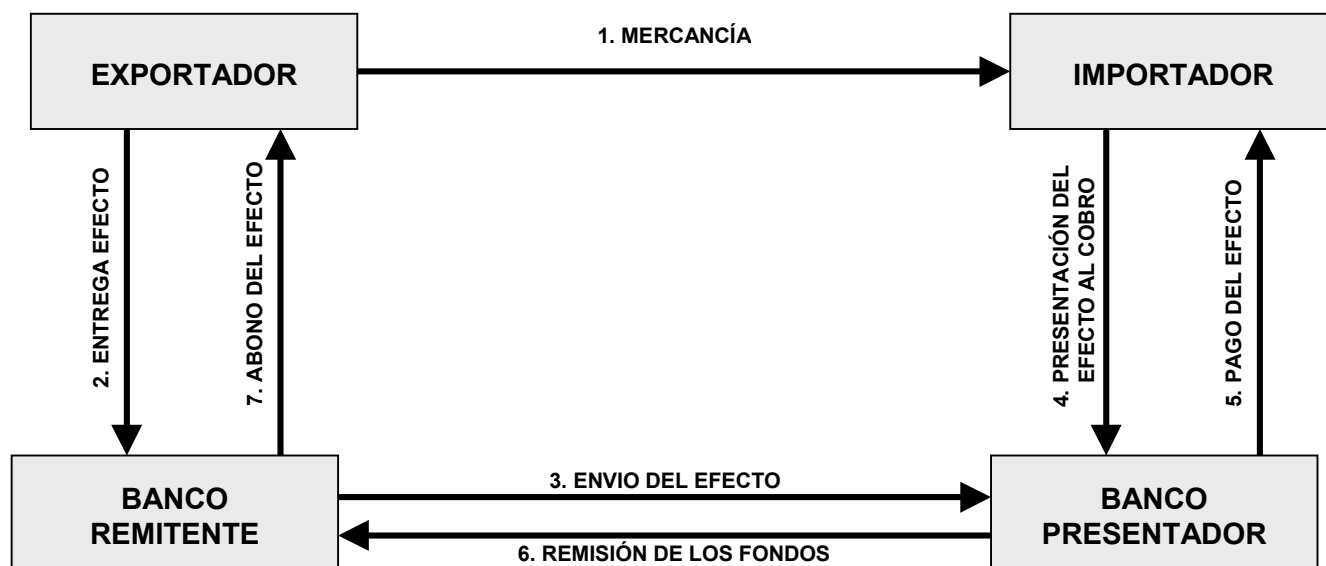 1. MERCANCÍA
EXPORTADOR
IMPORTADOR
2. ENTREGA EFECTO
7. ABONO DEL EFECTO
4. PRESENTACIÓN DEL
EFECTO AL COBRO
5. PAGO DEL EFECTO
3. ENVIO DEL EFECTO
BANCO
REMITENTE
BANCO
PRESENTADOR
6. REMISIÓN DE LOS FONDOS